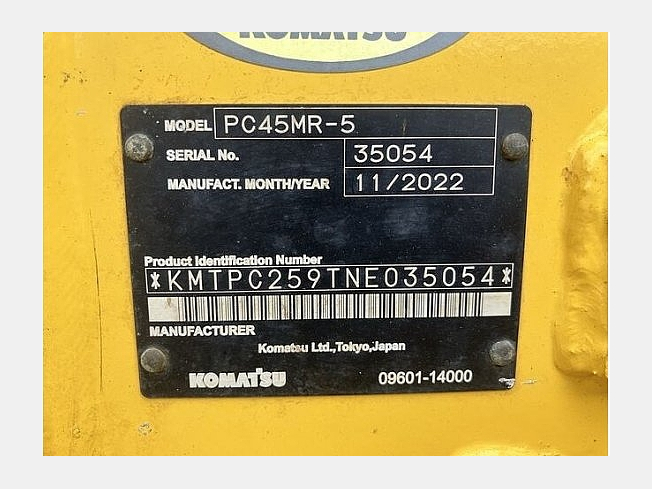 KOMATSU
MODEL PC45MR-5
SERIAL No. 35054
MANUFACT. MONTH/YEAR 11/2022
Product Identification Number
*KMTPC259TNE035054*
MANUFACTURER
Komatsu Ltd.,Tokyo,Japan
KOMATSU 09601-14000